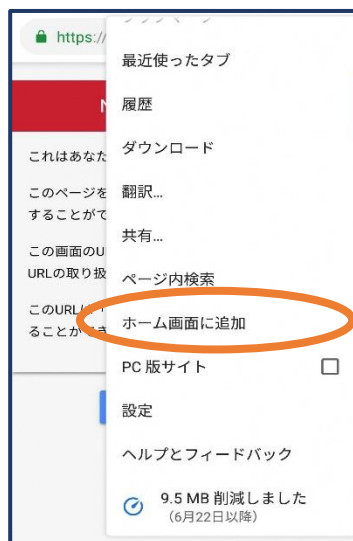 https://
最近使ったタブ
履歴
ダウンロード
翻訳...
共有...
ページ内検索
ホーム画面に追加
PC 版サイト
設定
ヘルプとフィードバック
9.5 MB 削減しました
(6月22日以降)
N
これはあなた
このページを
することがで
この画面のU
URLの取り扱
このURLは
ることができ